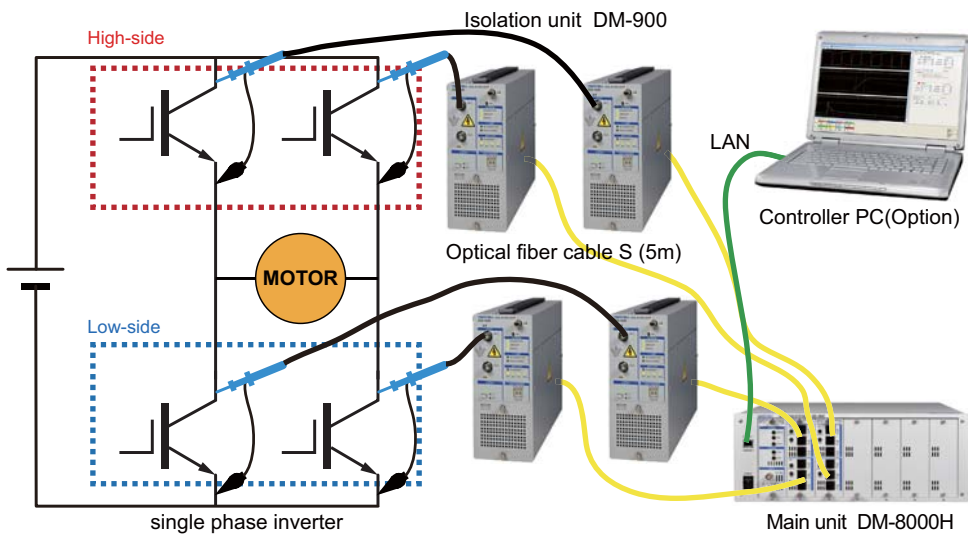 Isolation unit DM-900
High-side
LAN
Controller PC(Option)
Optical fiber cable S (5m)
MOTOR
Low-side
single phase inverter
Main unit DM-8000H